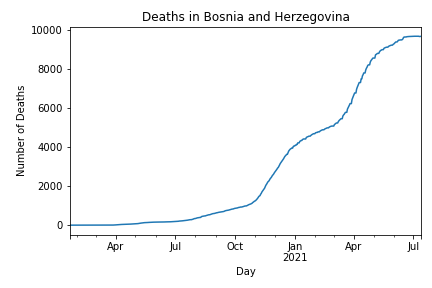 Deaths in Bosnia and Herzegovina
10000
8000
6000
4000
2000
0
Number of Deaths
Apr Jul Oct Jan Apr Jul
2021
Day